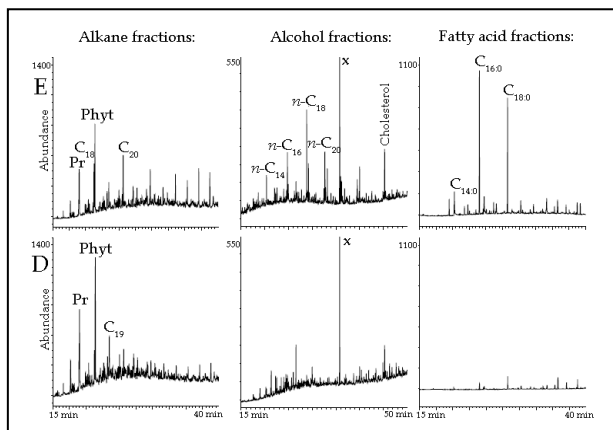 Alkane fractions: Alcohol fractions: Fatty acid fractions:
E
1400
Abundance
Pr
C18
Phyt
C20
550
n-C14
n-C16
n-C18
n-C20
x
Cholesterol
1100
C14:0
C16:0
C18:0
D
1400
Abundance
Pr
Phyt
C19
15 min 40 min
550
x
15 min 50 min
1100
15 min 40 min